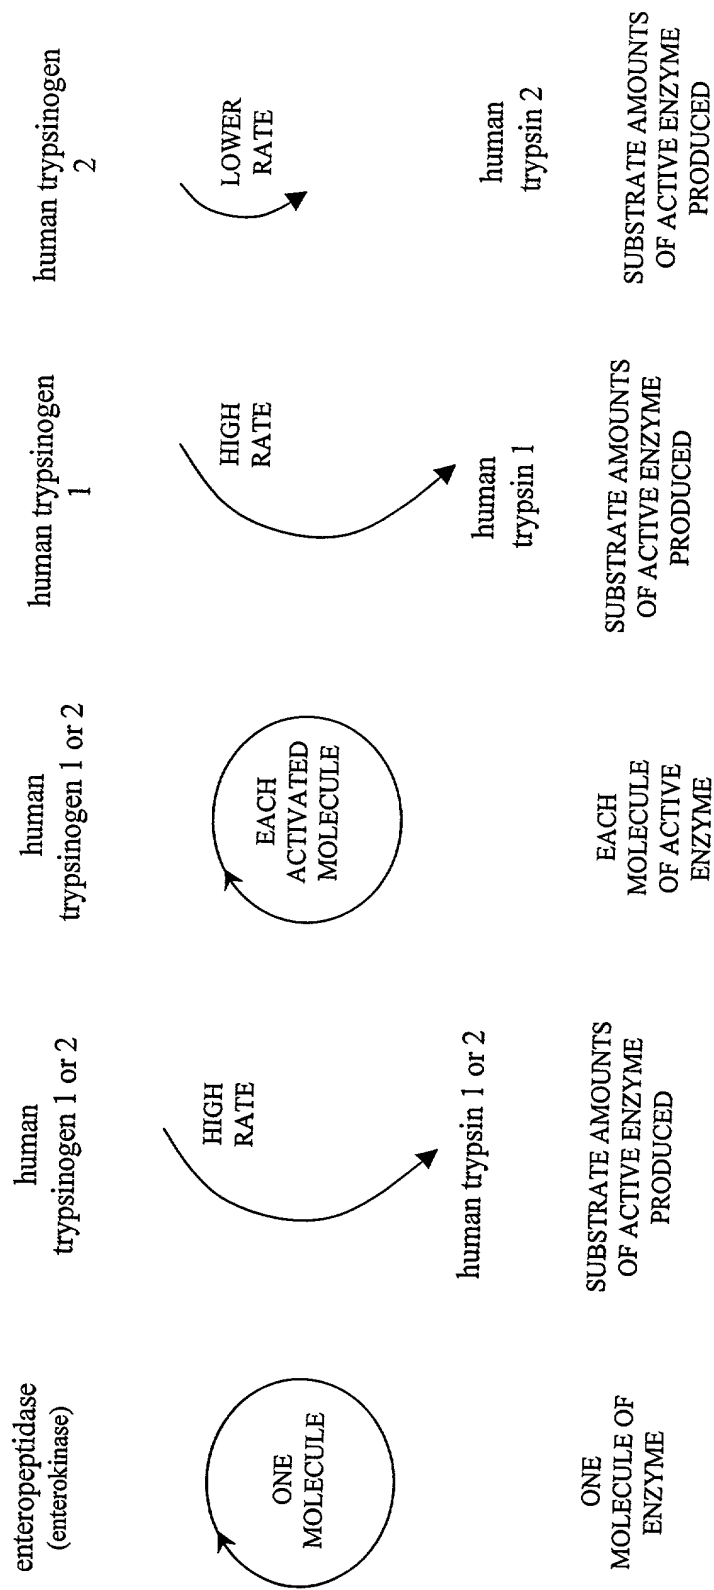 enteropeptidase
(enterokinase)
human
trypsinogen 1 or 2
human
trypsinogen 1 or 2
human trypsinogen
1
human trypsinogen
2
ONE
MOLECULE
HIGH
RATE
EACH
ACTIVATED
MOLECULE
HIGH
RATE
LOWER
RATE
human trypsin 1 or 2
human
trypsin 1
human
trypsin 2
ONE
MOLECULE OF
ENZYME
SUBSTRATE AMOUNTS
OF ACTIVE ENZYME
PRODUCED
EACH
MOLECULE
OF ACTIVE
ENZYME
SUBSTRATE AMOUNTS
OF ACTIVE ENZYME
PRODUCED
SUBSTRATE AMOUNTS
OF ACTIVE ENZYME
PRODUCED